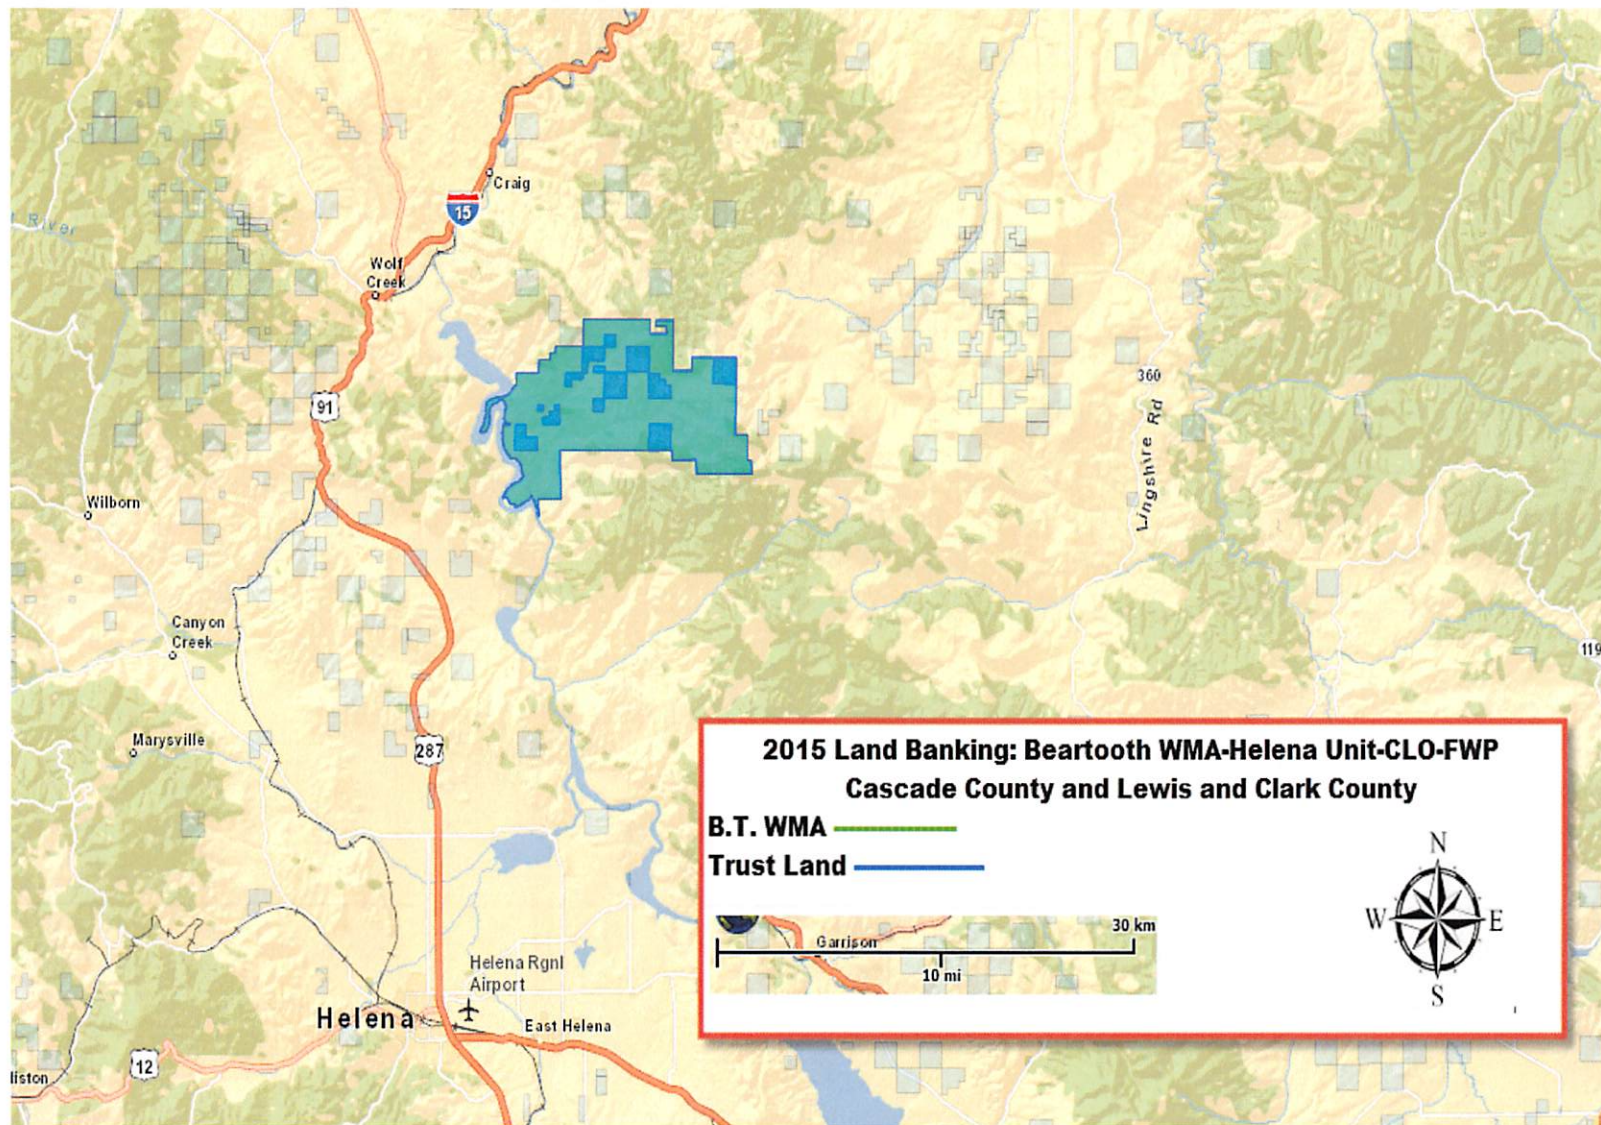 Craig
15
River
Wolf
Creek
360
91
Lingshire Rd
Wilborn
Canyon
Creek
119
Marysville
287
2015 Land Banking: Beartooth WMA-Helena Unit-CLO-FWP
Cascade County and Lewis and Clark County
B.T. WMA
Trust Land
N
W
E
S
30 km
Garrison
10 mi
Helena Rgnl
Airport
Helena
East Helena
12
liston